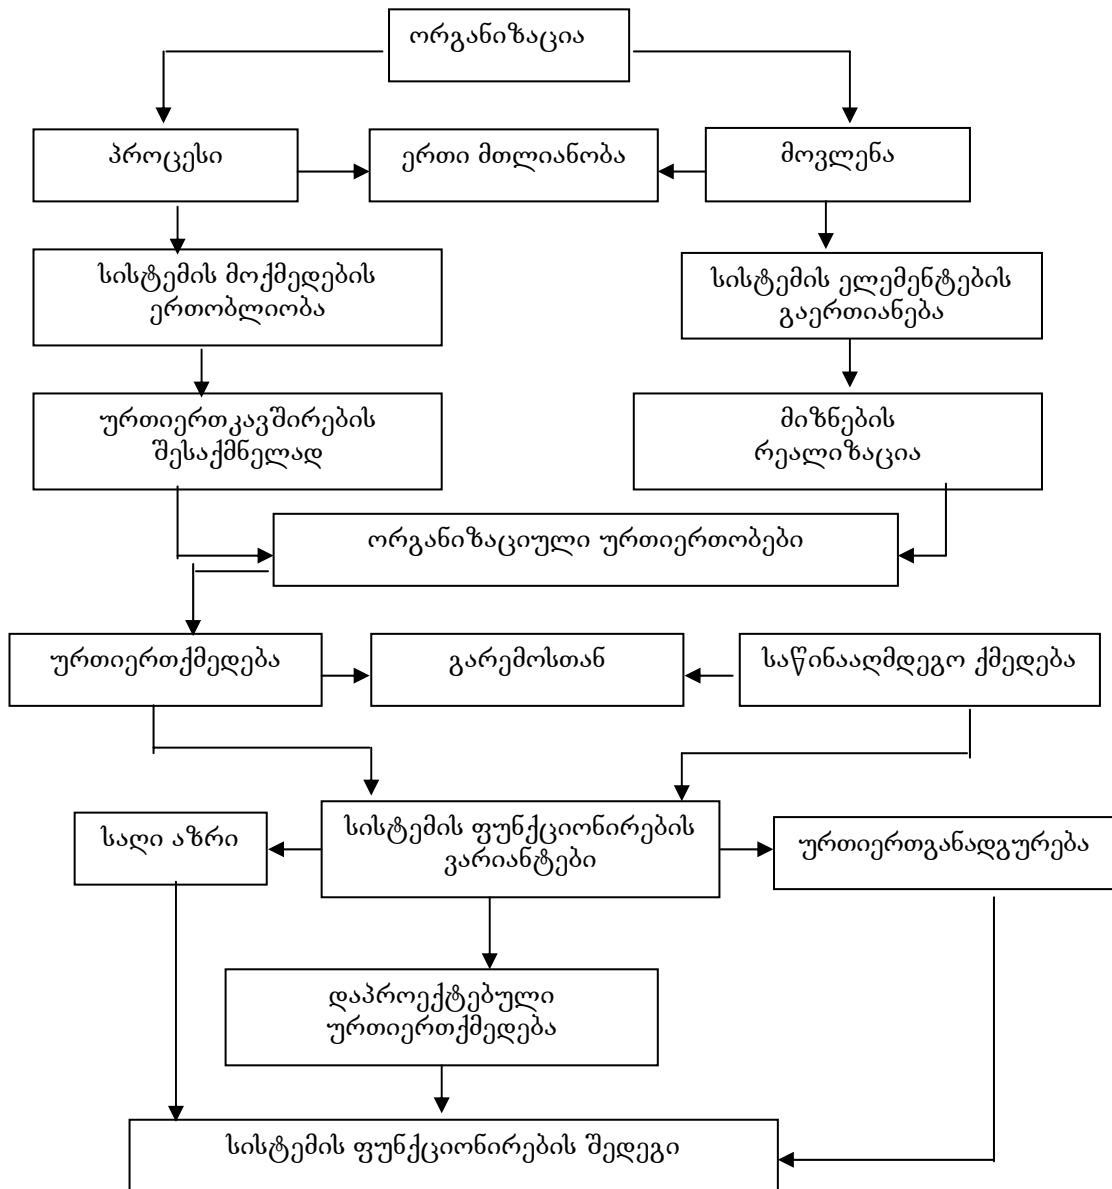 ორგანიზაცია
პროცესი
ერთი მთლიანობა
მოვლენა
სისტემის მოქმედების
ერთობლიობა
სისტემის ელემენტების
გაერთიანება
ურთიერთკავშირების
შესაქმნელად
მიზნების
რეალიზაცია
ორგანიზაციული ურთიერთობები
ურთიერთქმედება
გარემოსთან
საწინააღმდეგო ქმედება
საღი აზრი
სისტემის ფუნქციონირების
ვარიანტები
ურთიერთგანადგურება
დაპროექტებული
ურთიერთქმედება
სისტემის ფუნქციონირების შედეგი